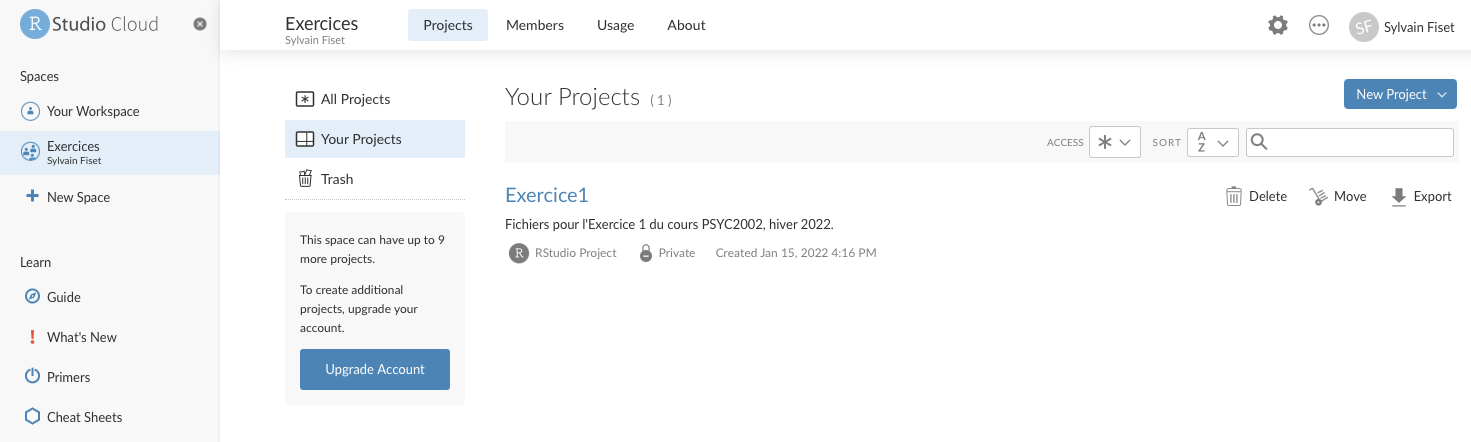 R Studio Cloud
Spaces
Your Workspace
Exercices
Sylvain Fiset
New Space
Learn
Guide
What's New
Primers
Cheat Sheets
Exercices
Sylvain Fiset
Projects Members Usage About
SF Sylvain Fiset
All Projects
Your Projects
Trash
This space can have up to 9
more projects.
To create additional
projects, upgrade your
account.
Upgrade Account
Your Projects (1)
New Project
ACCESS SORT A Z
Exercice1
Delete Move Export
Fichiers pour l'Exercice 1 du cours PSYC2002, hiver 2022.
R RStudio Project Private Created Jan 15, 2022 4:16 PM